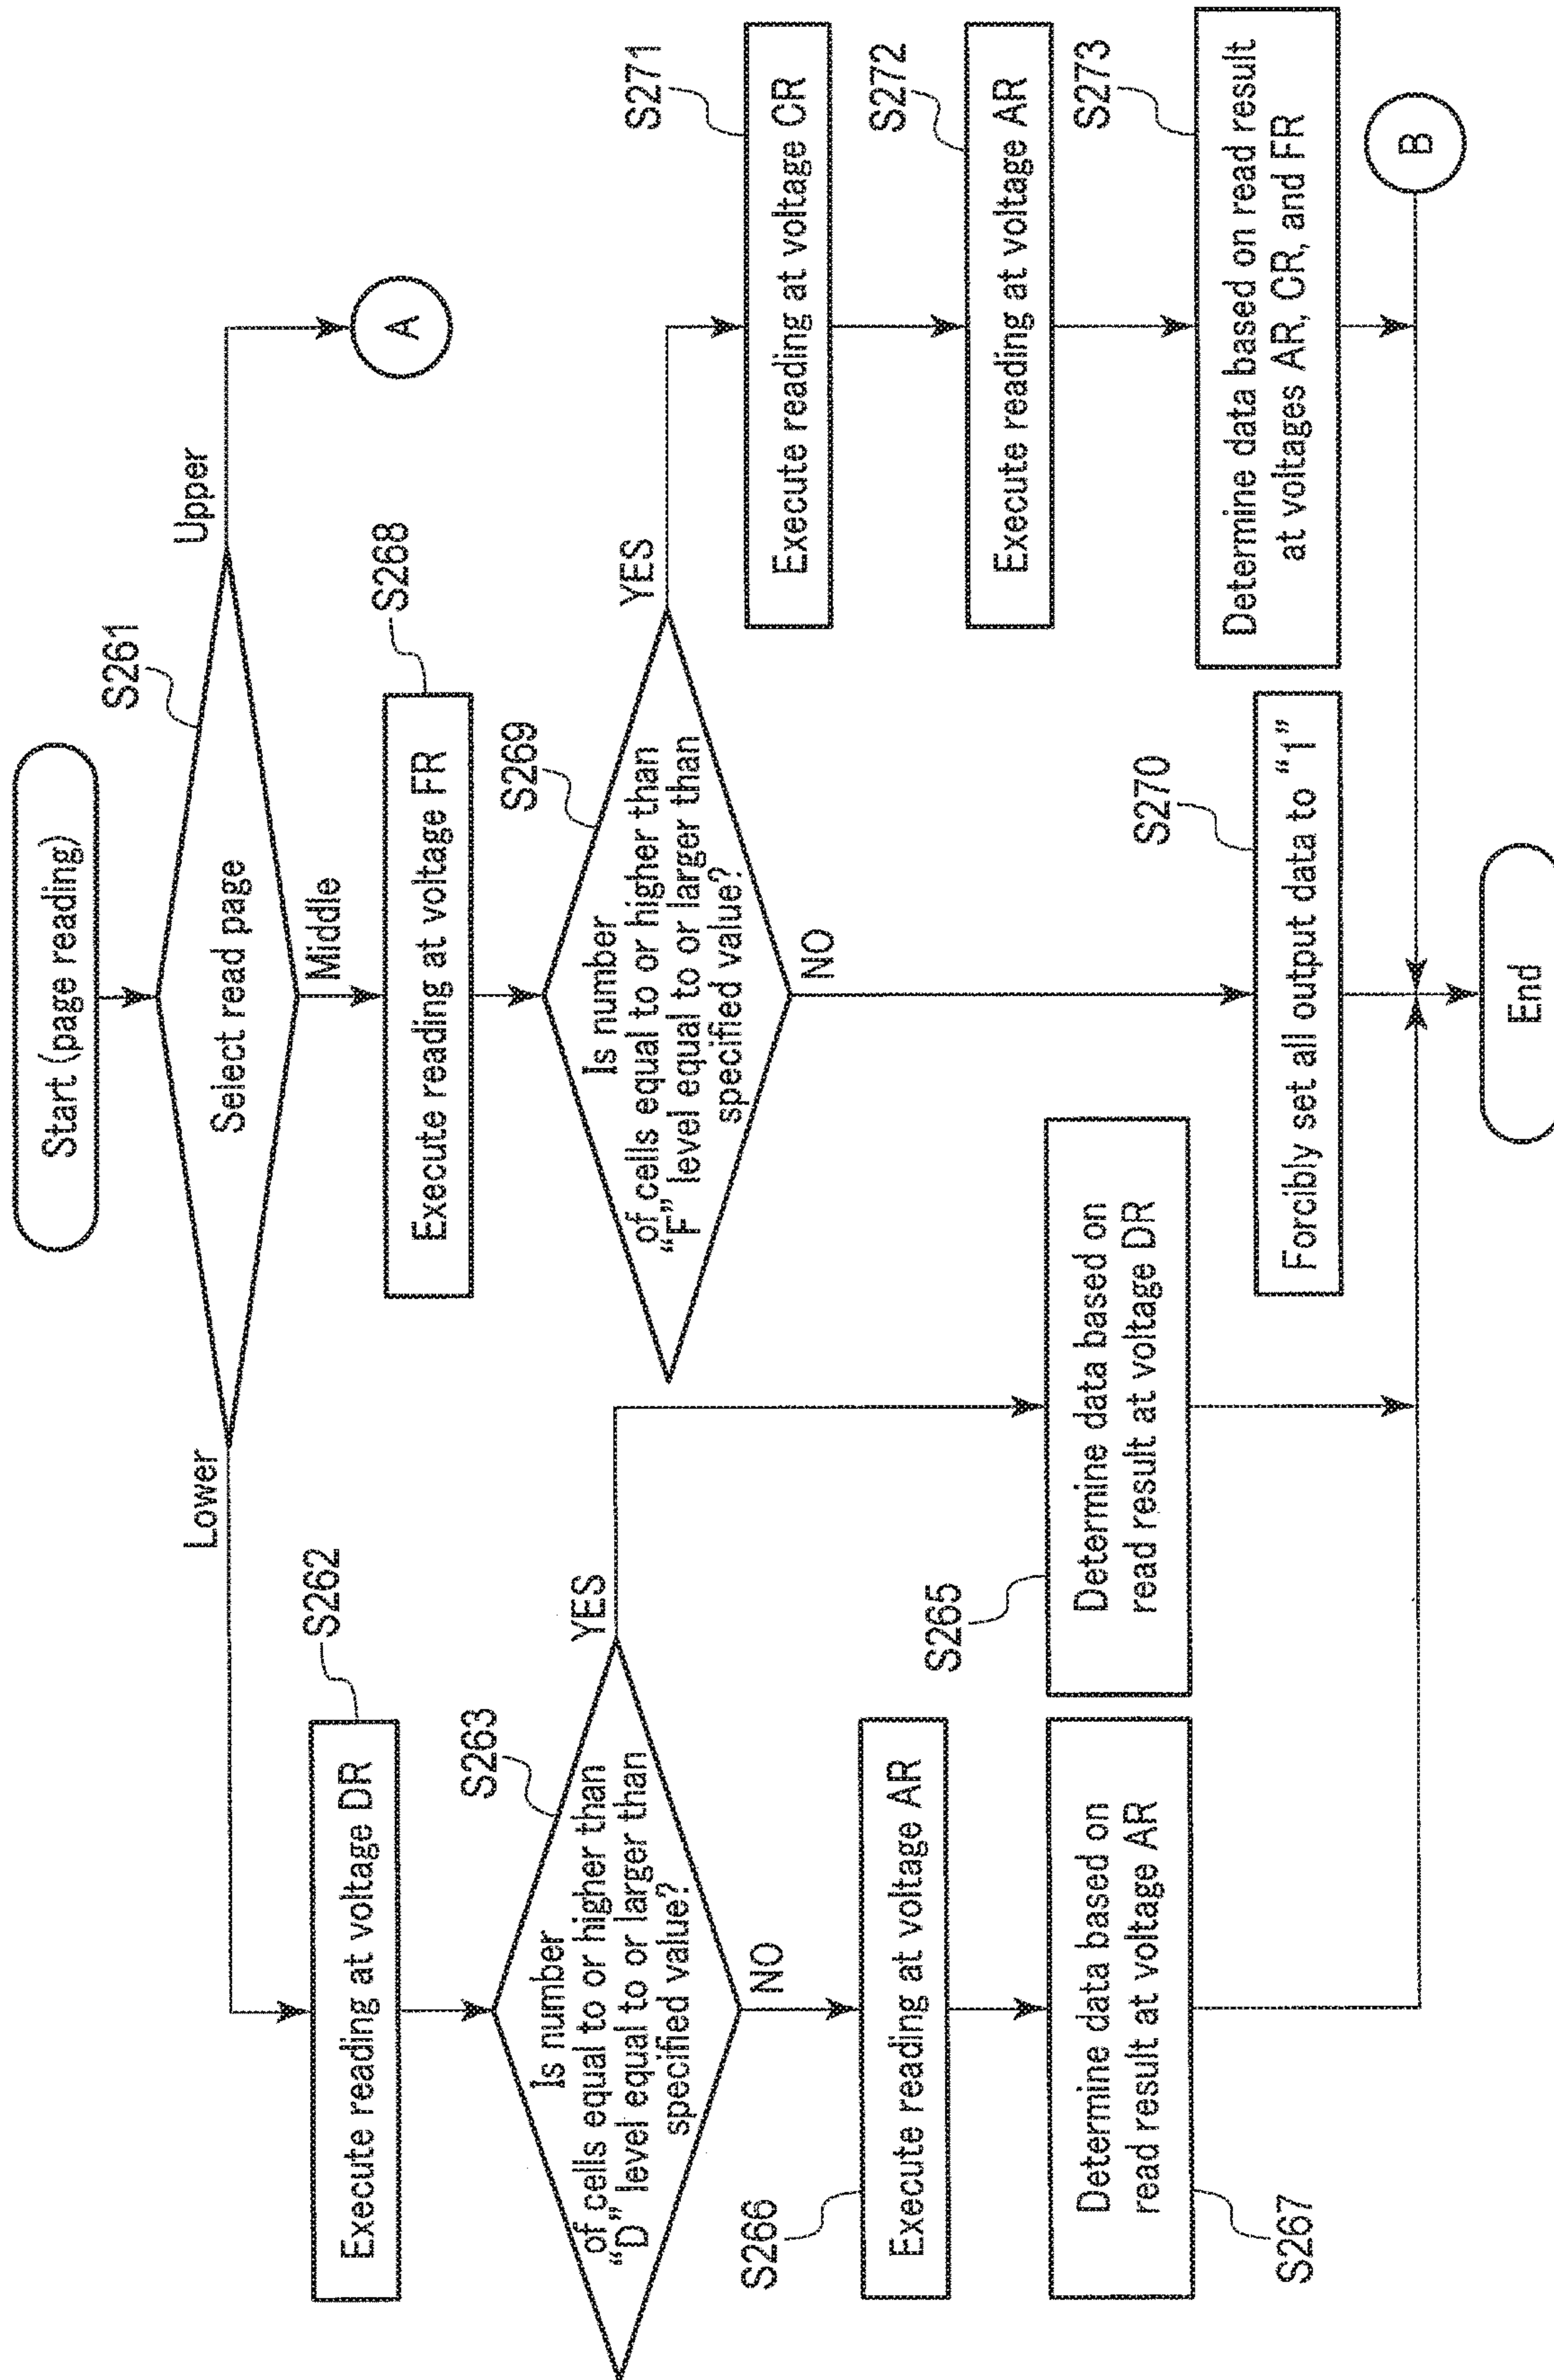 Start (page reading)
S261
Select read page
Lower
Middle
Upper
A
S262
Execute reading at voltage DR
S263
Is number
of cells equal to or higher than
“D” level equal to or larger than
specified value?
YES
NO
S266
Execute reading at voltage AR
S267
Determine data based on
read result at voltage AR
S265
Determine data based on
read result at voltage DR
S268
Execute reading at voltage FR
S269
Is number
of cells equal to or higher than
“F” level equal to or larger than
specified value?
YES
NO
S270
Forcibly set all output data to “1”
S271
Execute reading at voltage CR
S272
Execute reading at voltage AR
S273
Determine data based on read result
at voltages AR, CR, and FR
B
End